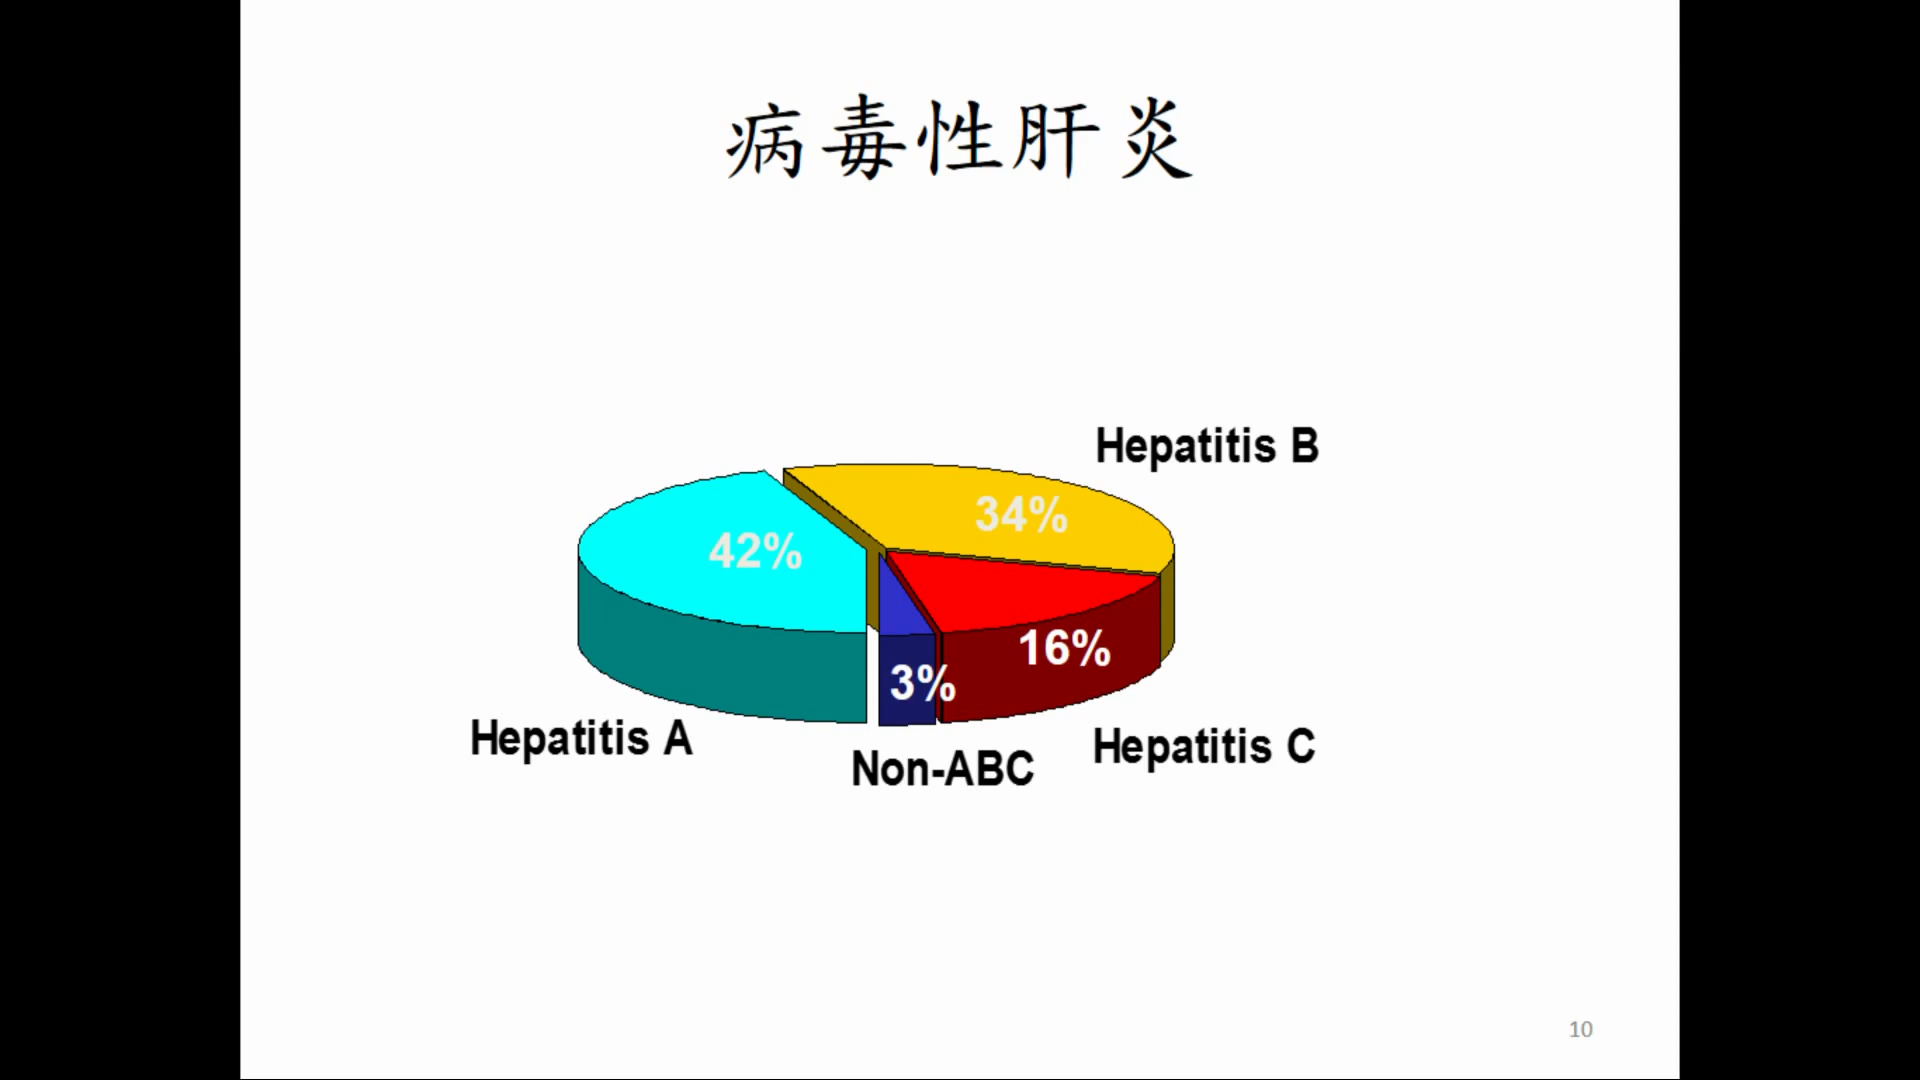 病毒性肝炎
Hepatitis B
34%
42%
16%
3%
Hepatitis A
Hepatitis C
Non-ABC
10